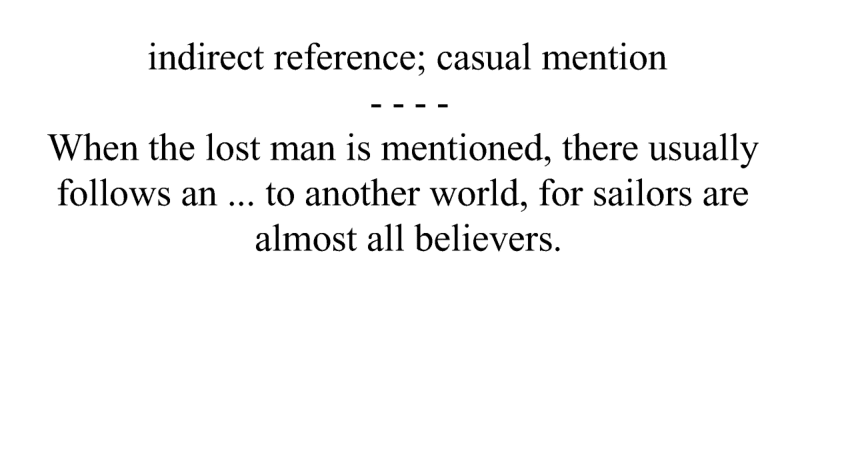 indirect reference; casual mention
- - - -
When the lost man is mentioned, there usually
follows an ... to another world, for sailors are
almost all believers.